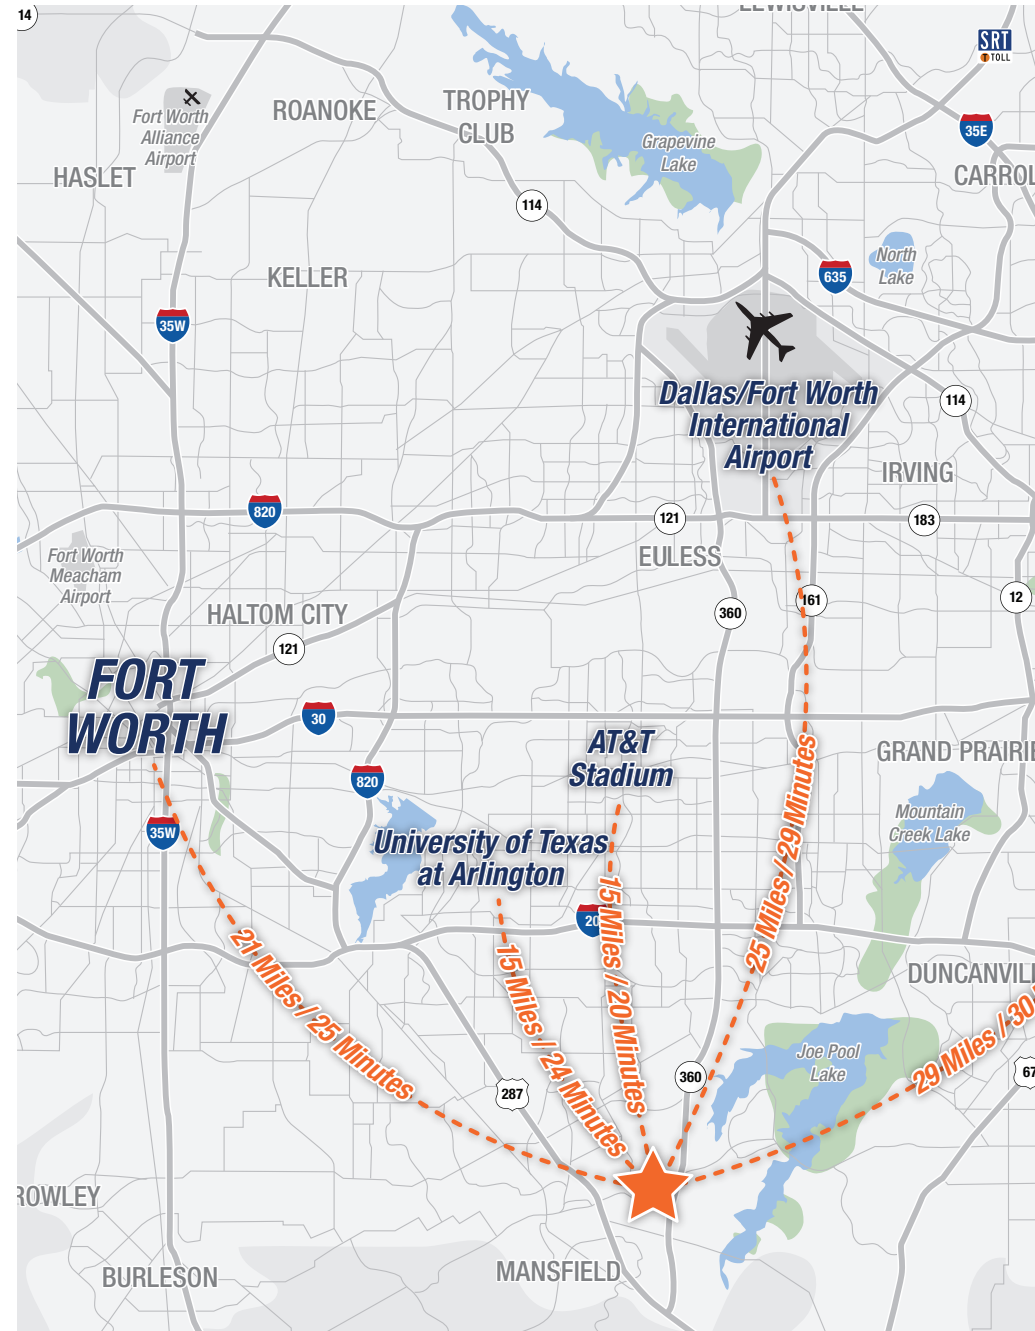 14
LEWISVILLE
SRT
T TOLL
Fort Worth
Alliance
Airport
ROANOKE
TROPHY
CLUB
Grapevine
Lake
35E
HASLET
CARROL
114
North
Lake
KELLER
635
35W
Dallas/Fort Worth
International
Airport
114
IRVING
820
121
183
Fort Worth
Meacham
Airport
EULESS
HALTOM CITY
360
161
12
121
FORT
WORTH
30
AT&T
Stadium
GRAND PRAIRIE
820
35W
Mountain
Creek Lake
University of Texas
at Arlington
20
25 Miles / 29 Minutes
21 Miles / 25 Minutes
15 Miles / 24 Minutes
15 Miles / 20 Minutes
DUNCANVIL
29 Miles / 30
Joe Pool
Lake
287
360
67
ROWLEY
BURLESON
MANSFIELD